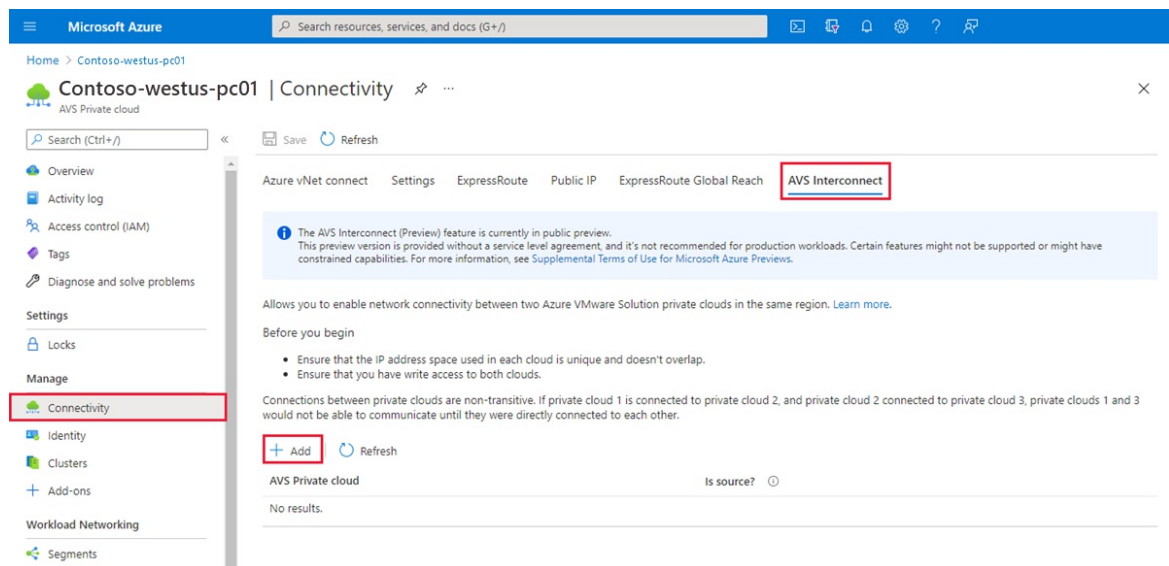 Microsoft Azure
Search resources, services, and docs (G+/)
Home > Contoso-westus-pc01
Contoso-westus-pc01 | Connectivity ...
AVS Private cloud
Search (Ctrl+/)
«
Overview
Activity log
Access control (IAM)
Tags
Diagnose and solve problems
Settings
Locks
Manage
Connectivity
Identity
Clusters
Add-ons
Workload Networking
Segments
Save Refresh
Azure vNet connect Settings ExpressRoute Public IP ExpressRoute Global Reach AVS Interconnect
The AVS Interconnect (Preview) feature is currently in public preview.
This preview version is provided without a service level agreement, and it's not recommended for production workloads. Certain features might not be supported or might have
constrained capabilities. For more information, see Supplemental Terms of Use for Microsoft Azure Previews.
Allows you to enable network connectivity between two Azure VMware Solution private clouds in the same region. Learn more.
Before you begin
• Ensure that the IP address space used in each cloud is unique and doesn't overlap.
• Ensure that you have write access to both clouds.
Connections between private clouds are non-transitive. If private cloud 1 is connected to private cloud 2, and private cloud 2 connected to private cloud 3, private clouds 1 and 3
would not be able to communicate until they were directly connected to each other.
+ Add Refresh
AVS Private cloud Is source?
No results.